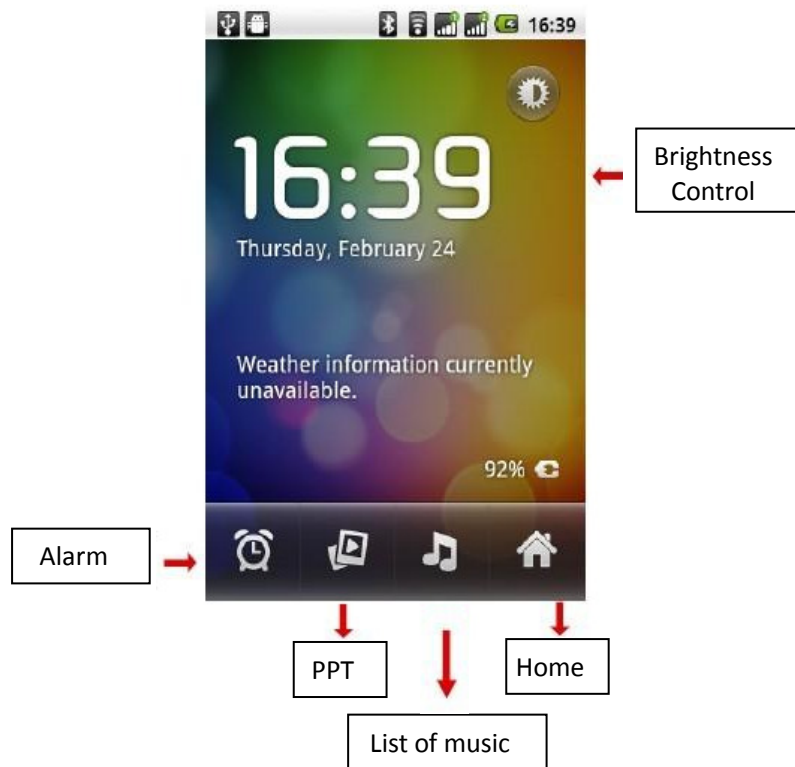 16:39
16:39
Brightness
Control
Thursday, February 24
Weather information currently
unavailable.
92%
Alarm
PPT
Home
List of music